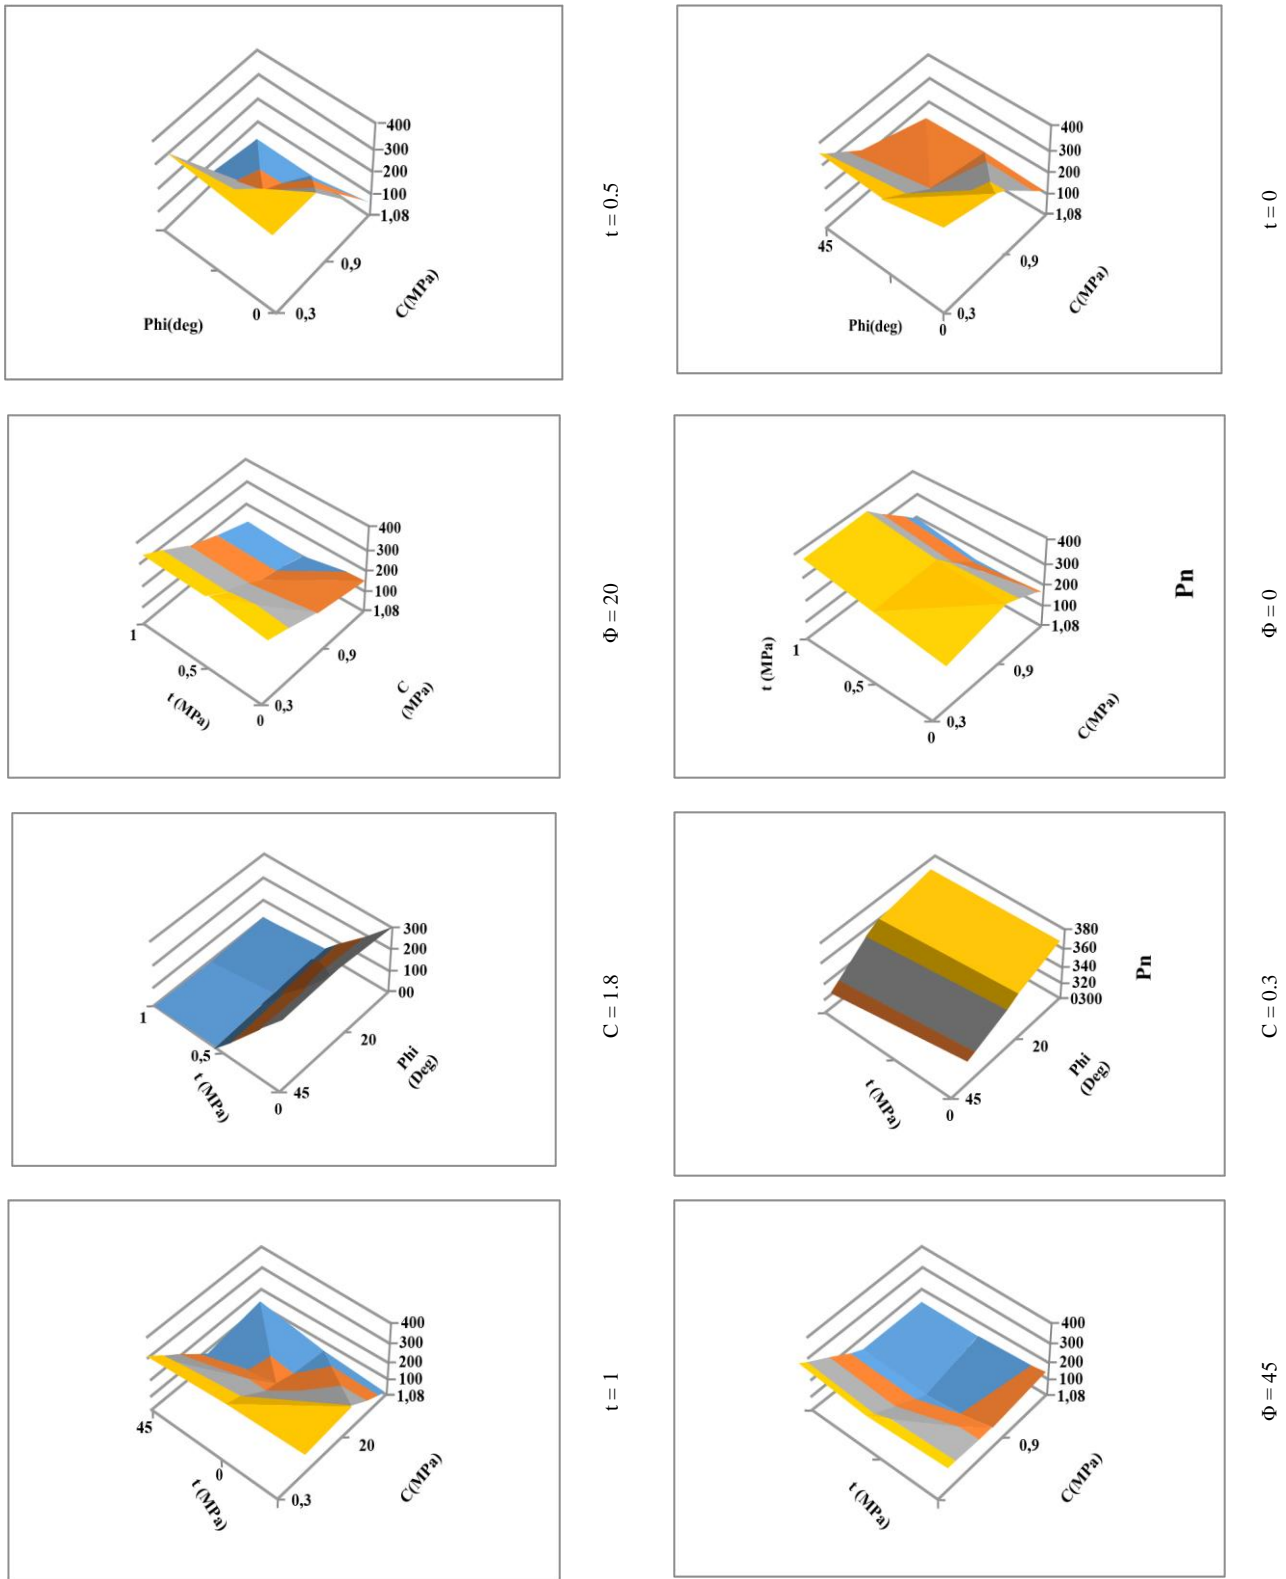 400
300
200
100
1,08
0,9
0,3
0
Phi(deg)
C(MPa)
t = 0.5
400
300
200
100
1,08
0,9
0,3
0
45
Phi(deg)
C(MPa)
t = 0
400
300
200
100
1,08
0,9
0,3
0
0,5
1
t (MPa)
C
(MPa)
Φ = 20
400
300
200
100
1,08
0,9
0,3
0
0,5
1
t (MPa)
C(MPa)
Pn
Φ = 0
300
200
100
00
20
45
0
0,5
1
t (MPa)
Phi
(Deg)
C = 1.8
380
360
340
320
0300
20
45
0
t (MPa)
Phi
(Deg)
Pn
C = 0.3
400
300
200
100
1,08
20
0,3
0
45
t (MPa)
C(MPa)
t = 1
400
300
200
100
1,08
0,9
t (MPa)
C(MPa)
Φ = 45